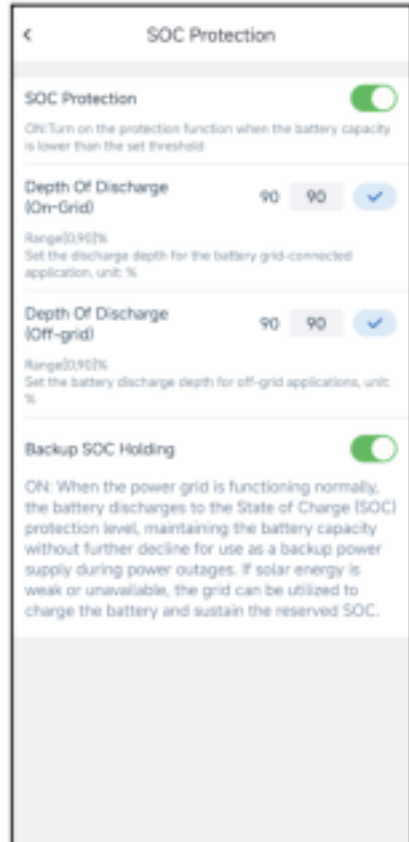 SOC Protection
SOC Protection
ON:Turn on the protection function when the battery capacity
is lower than the set threshold
Depth Of Discharge
(On-Grid)
90 90
Range[0,90]%
Set the discharge depth for the battery grid-connected
application, unit: %
Depth Of Discharge
(Off-grid)
90 90
Range[0,90]%
Set the battery discharge depth for off-grid applications, unit:
%
Backup SOC Holding
ON: When the power grid is functioning normally,
the battery discharges to the State of Charge (SOC)
protection level, maintaining the battery capacity
without further decline for use as a backup power
supply during power outages. If solar energy is
weak or unavailable, the grid can be utilized to
charge the battery and sustain the reserved SOC.